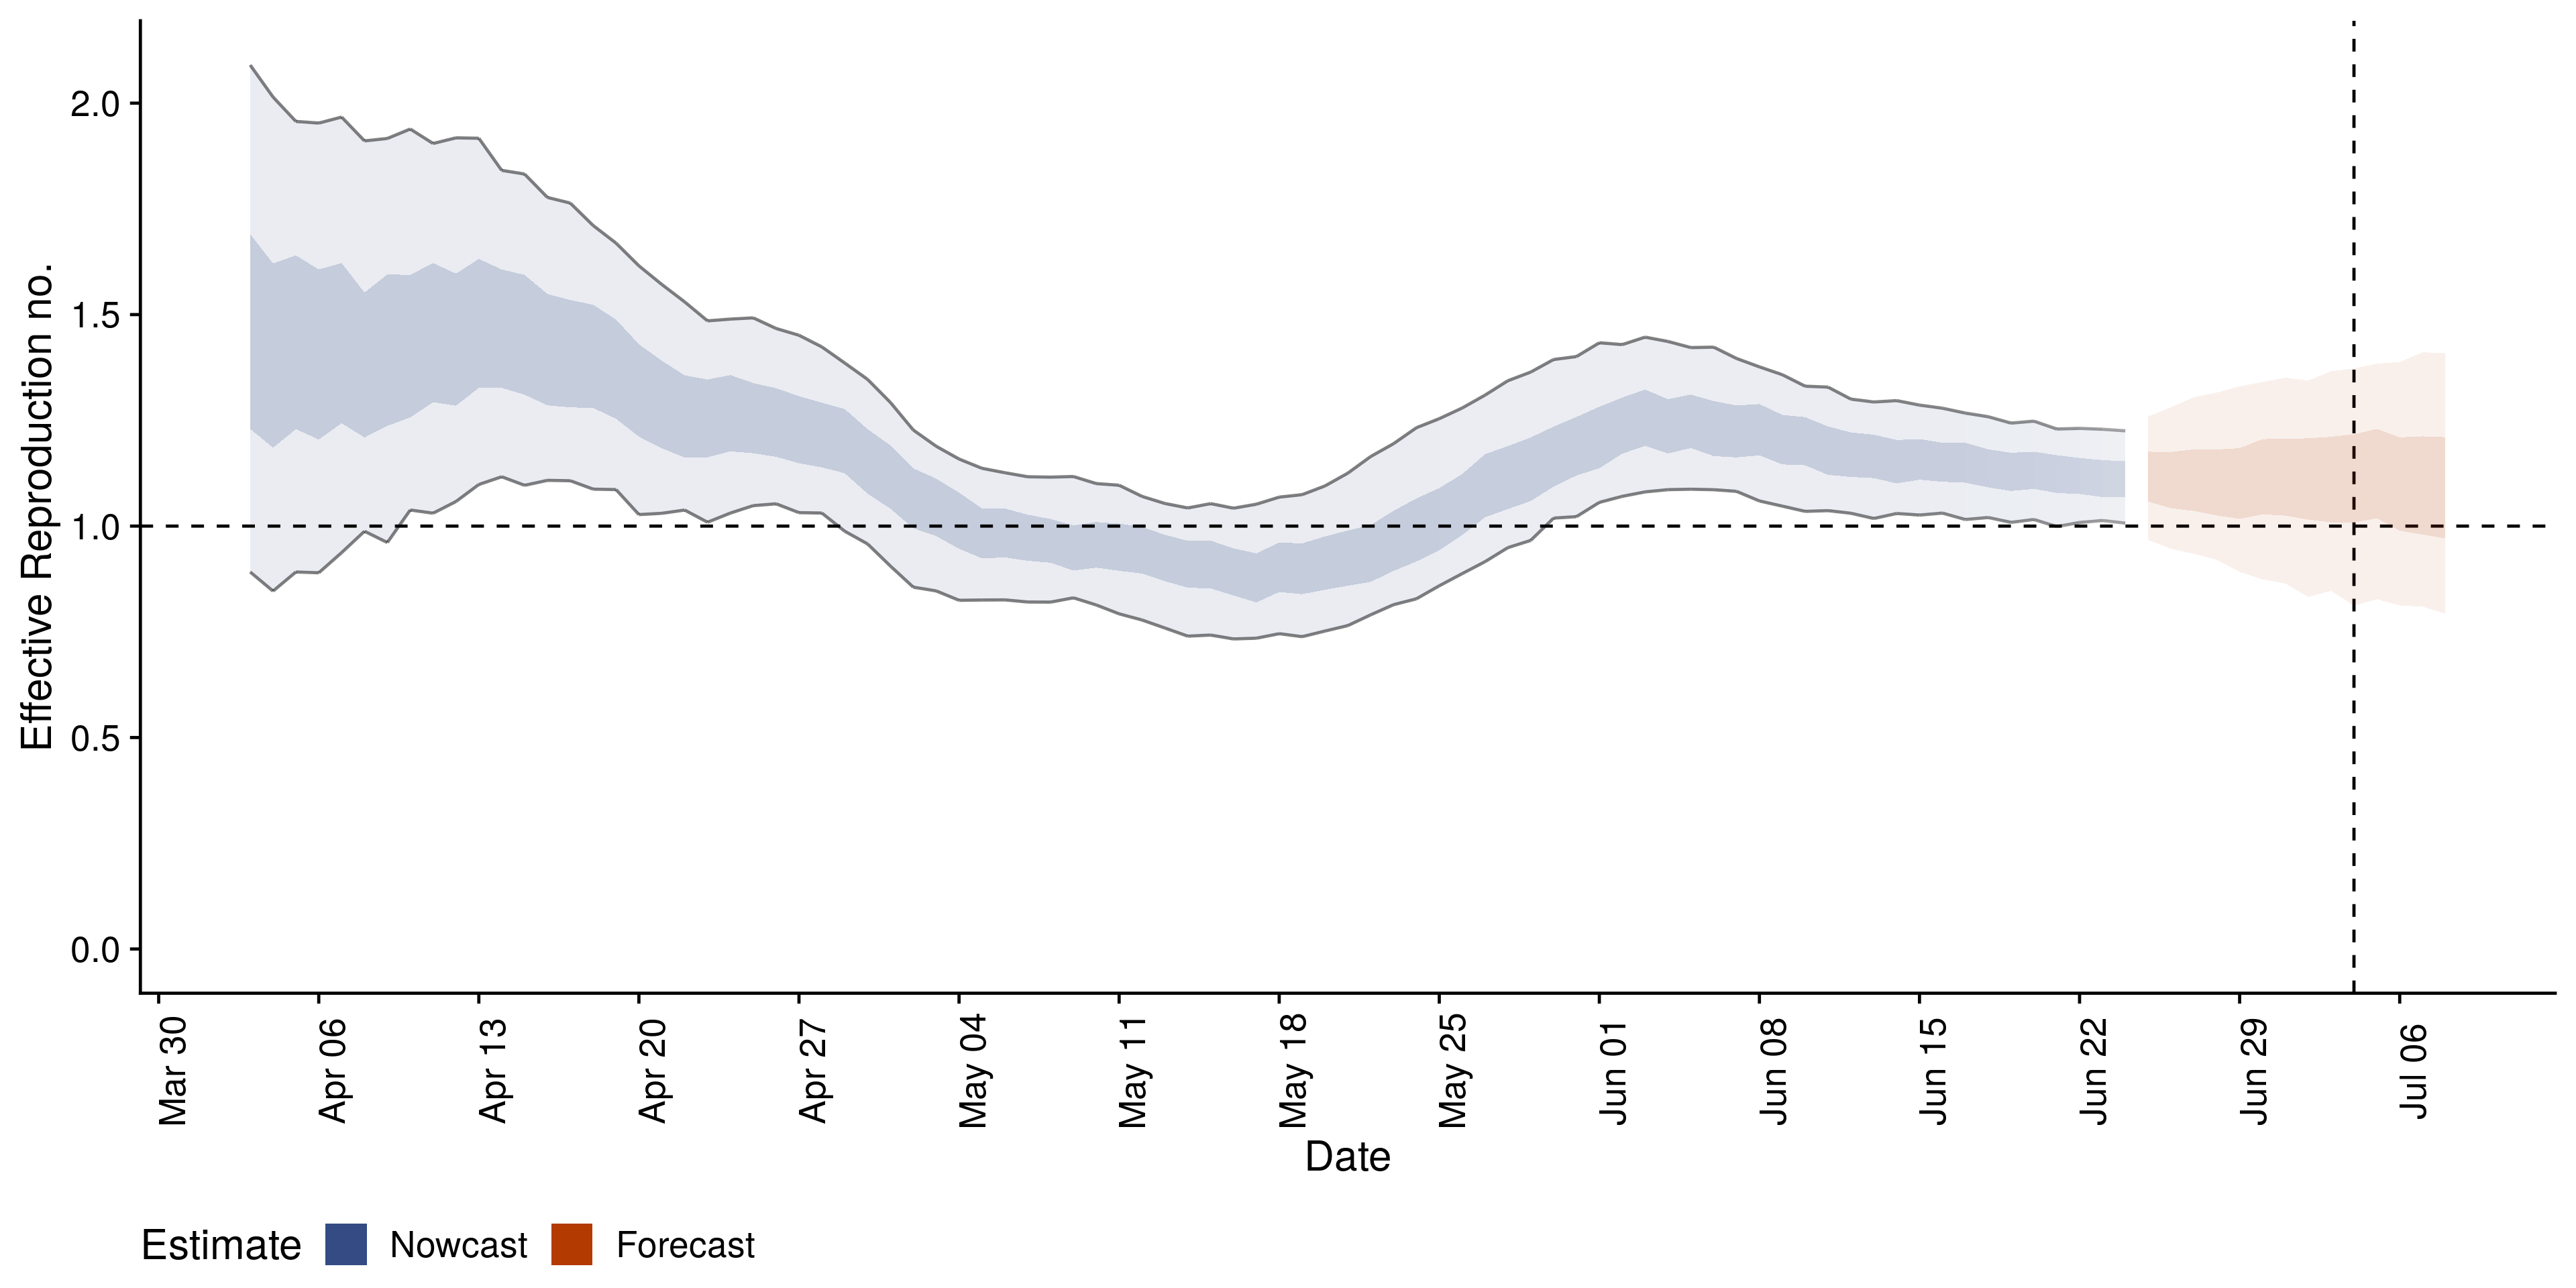 Effective Reproduction no.
2.0
1.5
1.0
0.5
0.0
Mar 30
Apr 06
Apr 13
Apr 20
Apr 27
May 04
May 11
May 18
May 25
Jun 01
Jun 08
Jun 15
Jun 22
Jun 29
Jul 06
Date
Estimate Nowcast Forecast